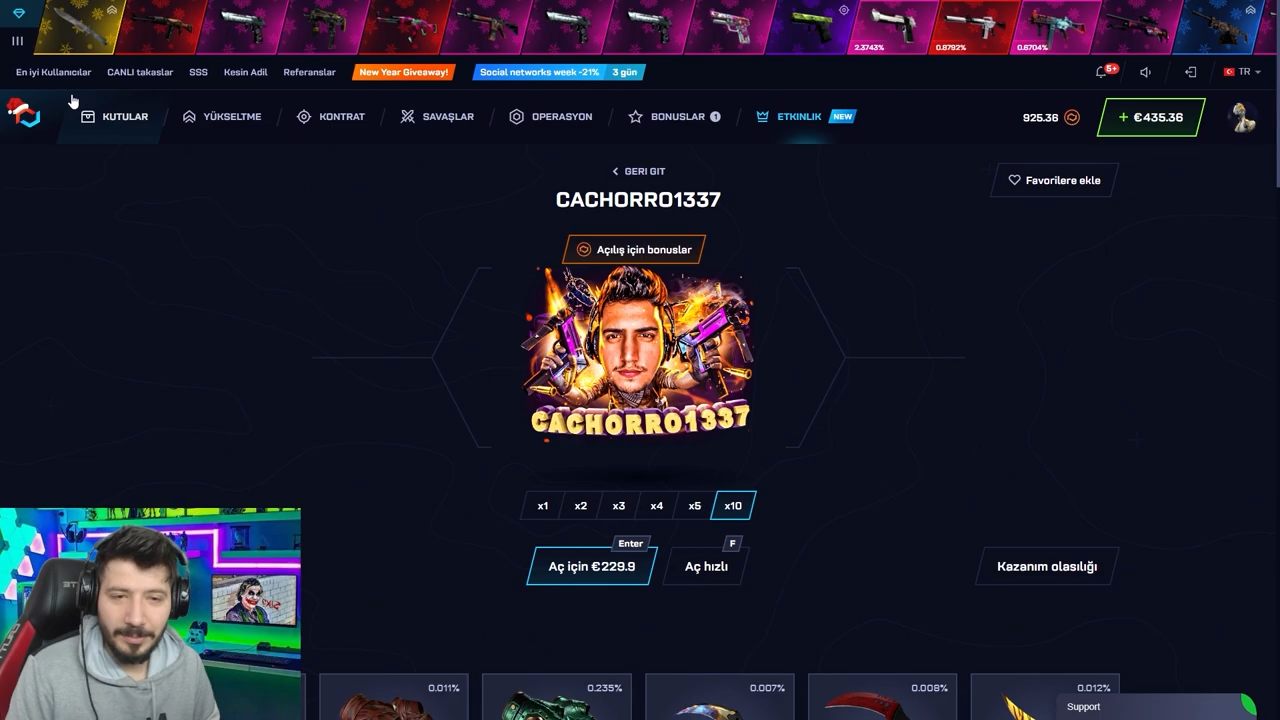 2.3743%
0.8792%
0.6704%
En iyi Kullanıcılar CANLI takaslar SSS Kesin Adil Referanslar New Year Giveaway! Social networks week -21% 3 gün 5+ TR
KUTULAR YÜKSELTME KONTRAT SAVAŞLAR OPERASYON BONUSLAR 1 ETKINLIK NEW 925.36 + €435.36
GERI GIT
CACHORRO1337
Favorilere ekle
Açılış için bonuslar
CACHORRO1337
x1 x2 x3 x4 x5 x10
Enter F
Aç için €229.9 Aç hızlı Kazanım olasılığı
0.011% 0.235% 0.007% 0.008% 0.012%
Support